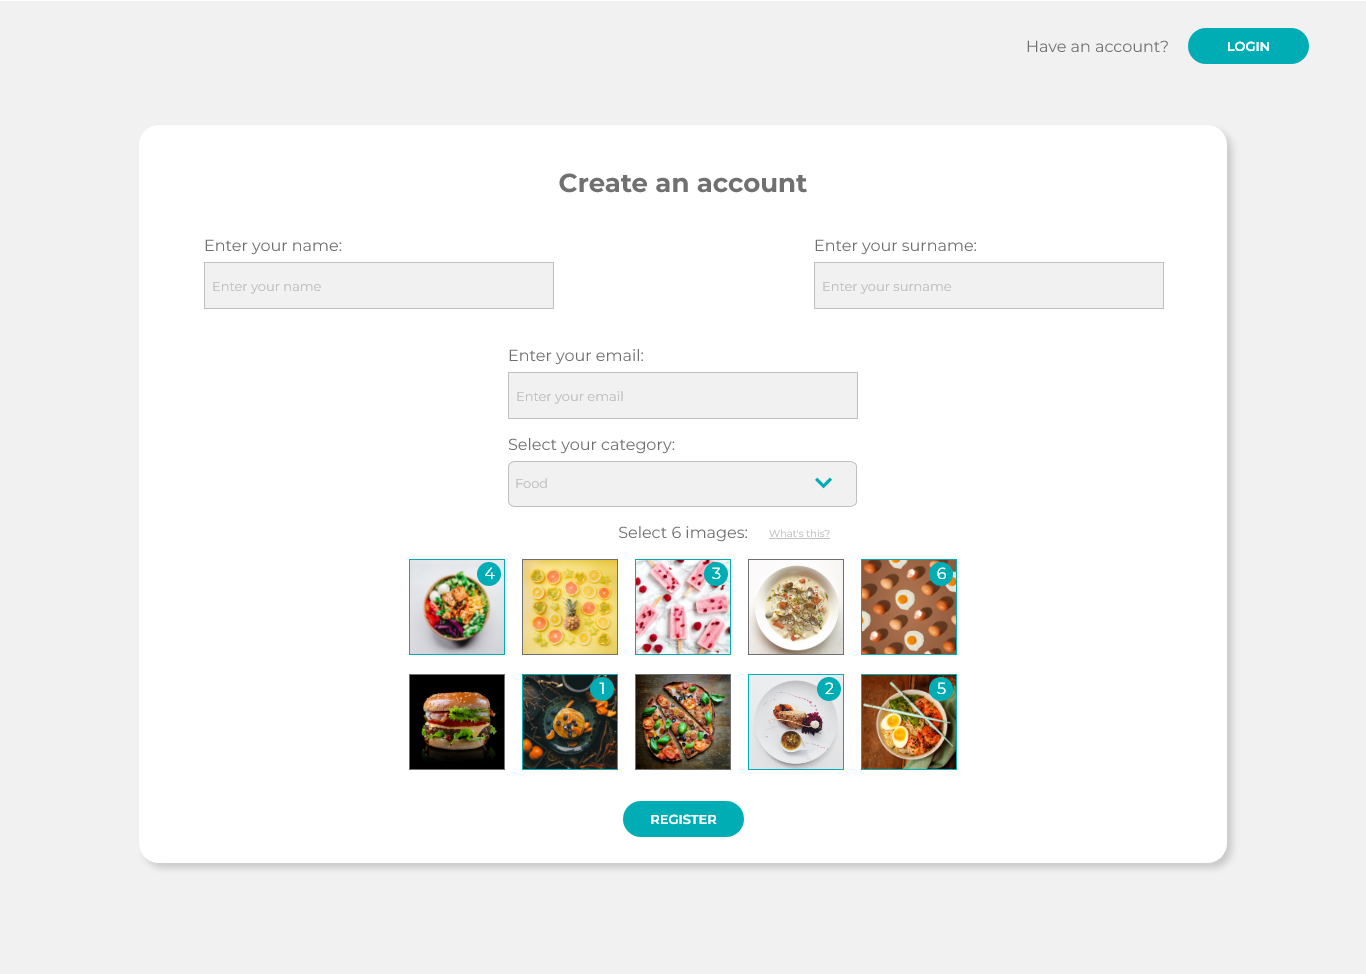 Have an account? LOGIN
Create an account
Enter your name: Enter your surname:
Enter your name Enter your surname
Enter your email:
Enter your email
Select your category:
Food
Select 6 images: What's this?
4 3 6
1 2 5
REGISTER